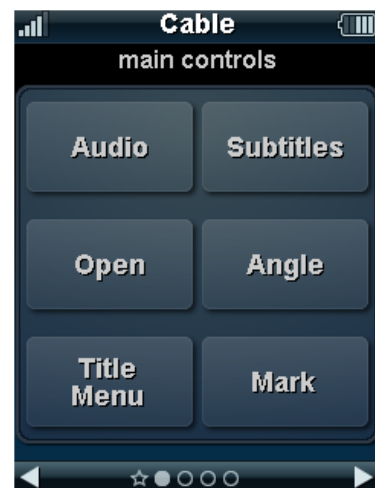 Cable
main controls
Audio
Subtitles
Open
Angle
Title
Menu
Mark